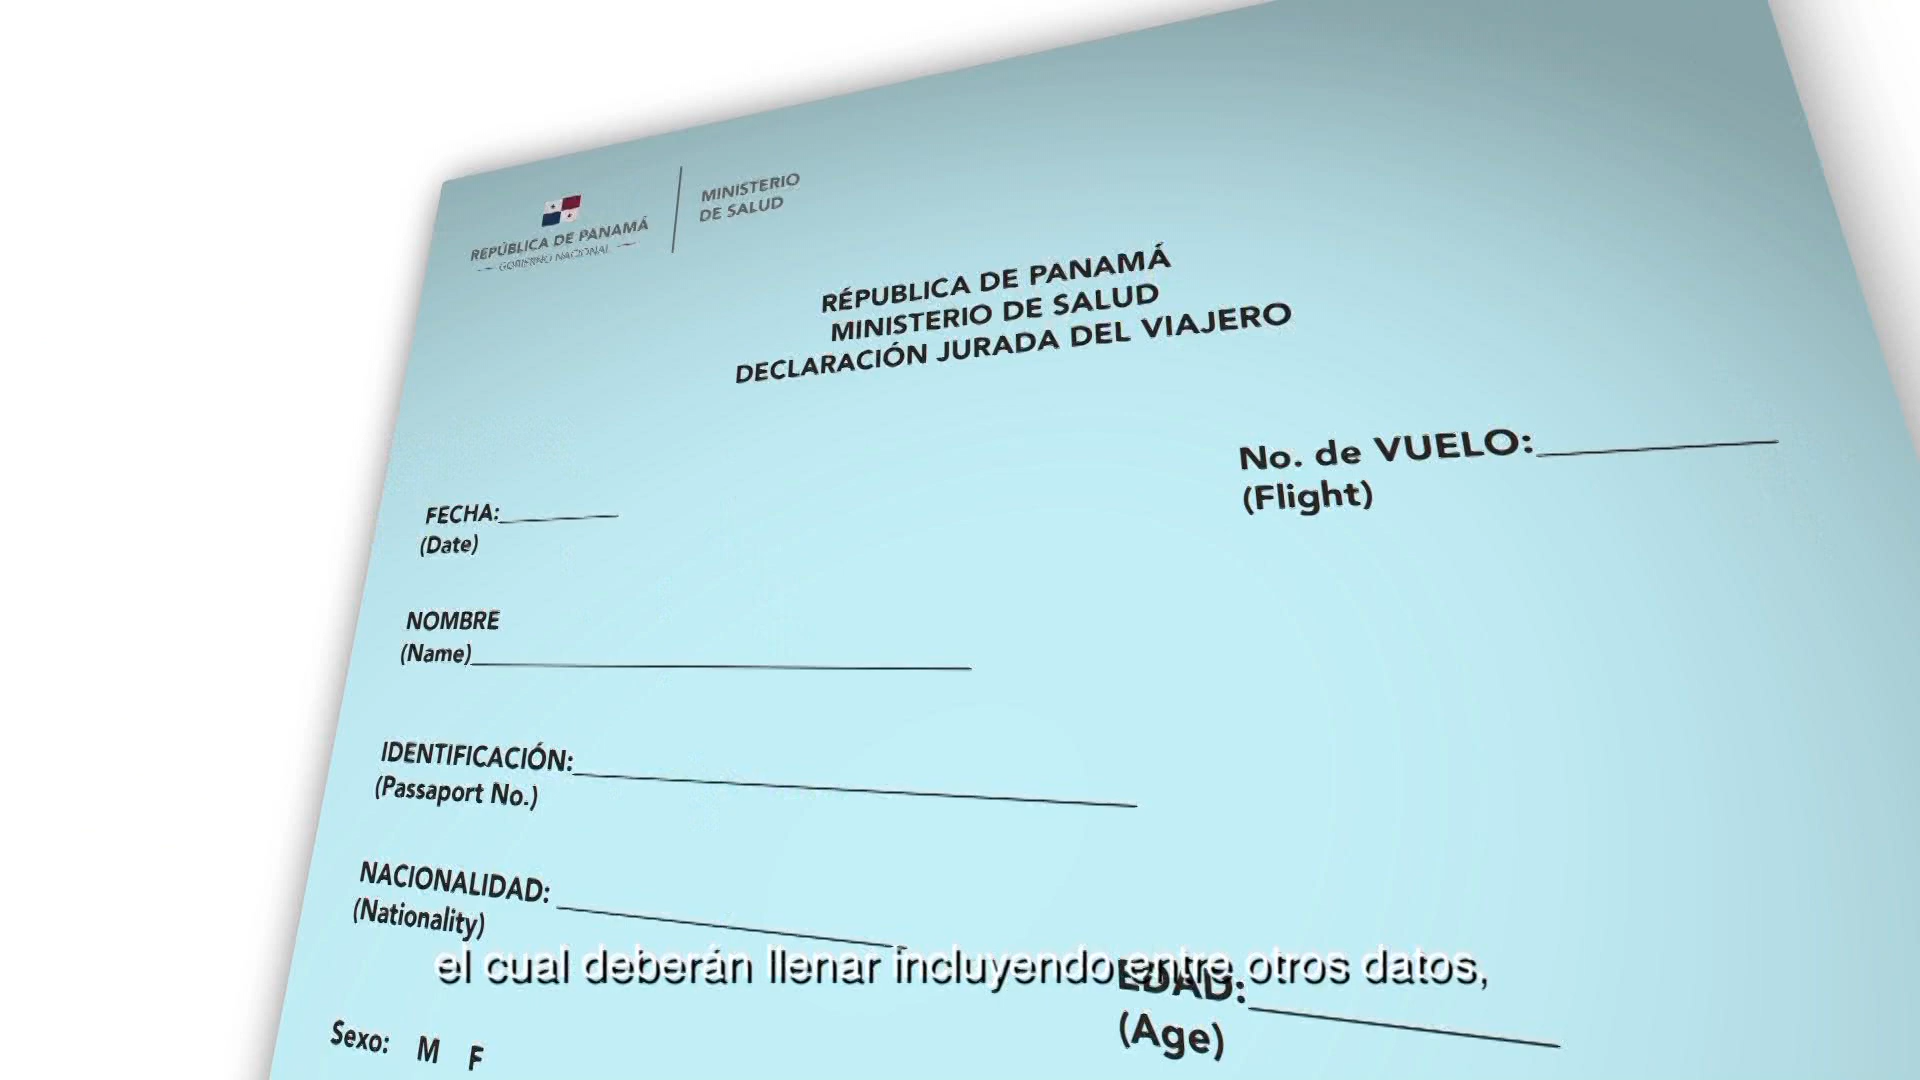 REPÚBLICA DE PANAMÁ
GOBIERNO NACIONAL
MINISTERIO
DE SALUD
RÉPUBLICA DE PANAMÁ
MINISTERIO DE SALUD
DECLARACIÓN JURADA DEL VIAJERO
No. de VUELO:
(Flight)
FECHA:
(Date)
NOMBRE
(Name)
IDENTIFICACIÓN:
(Passaport No.)
NACIONALIDAD:
(Nationality)
el cual deberán llenar incluyendo entre otros datos,
EDAD:
(Age)
Sexo: M F